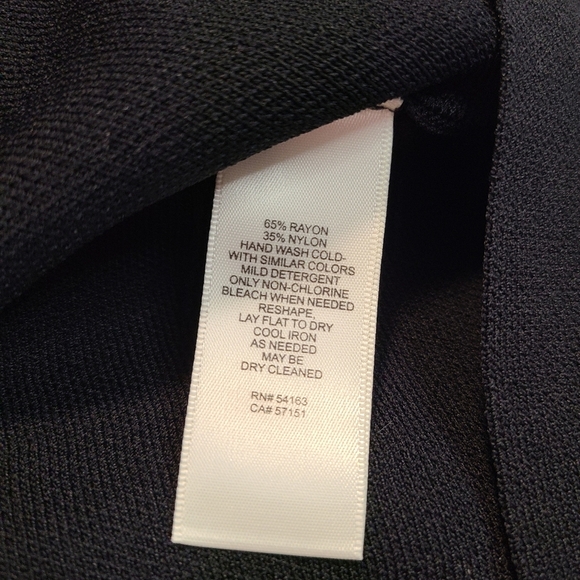 65% RAYON
35% NYLON
HAND WASH COLD-
WITH SIMILAR COLORS
MILD DETERGENT
ONLY NON-CHLORINE
BLEACH WHEN NEEDED
RESHAPE,
LAY FLAT TO DRY
COOL IRON
AS NEEDED
MAY BE
DRY CLEANED
RN# 54163
CA# 57151